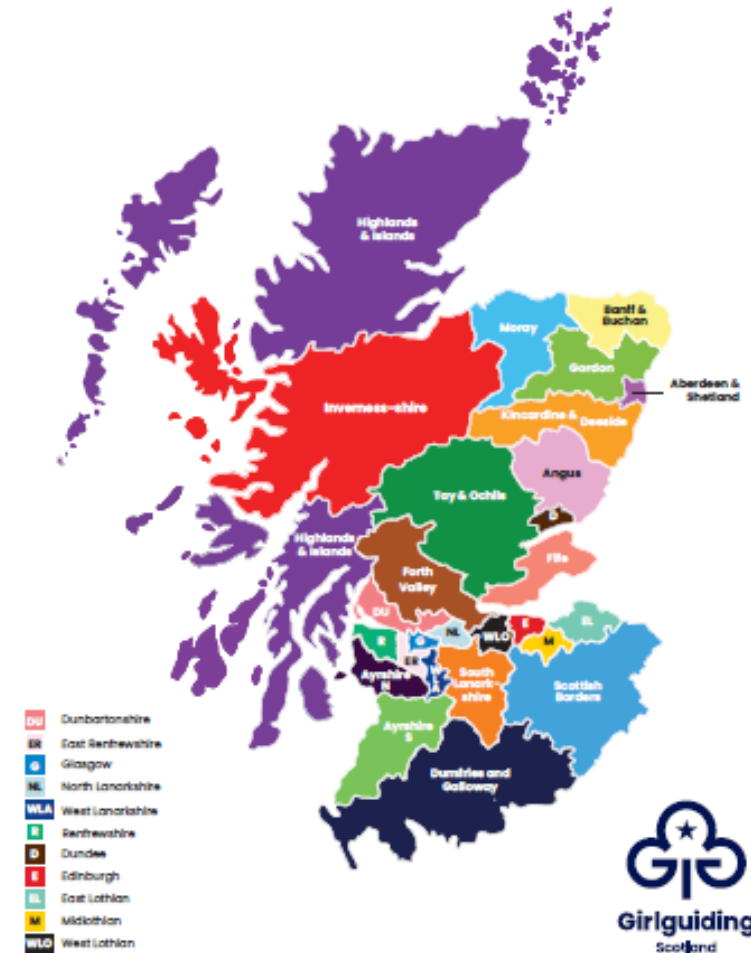 Highlands
& Islands
Moray
Banff &
Buchan
Gordon
Aberdeen &
Shetland
Inverness-shire
Kincardine &
Deeside
Angus
Tay & Ochils
D
Highlands
& Islands
Fife
Forth
Valley
DU
R
G
NL
WLO
E
EL
M
ER
Ayrshire
N
South
Lanark-
shire
Scottish
Borders
Ayrshire
S
Dumfries and
Galloway
DU Dunbartonshire
ER East Renfrewshire
G Glasgow
NL North Lanarkshire
WLA West Lanarkshire
R Renfrewshire
D Dundee
E Edinburgh
EL East Lothian
M Midlothian
WLO West Lothian
Girlguiding
Scotland